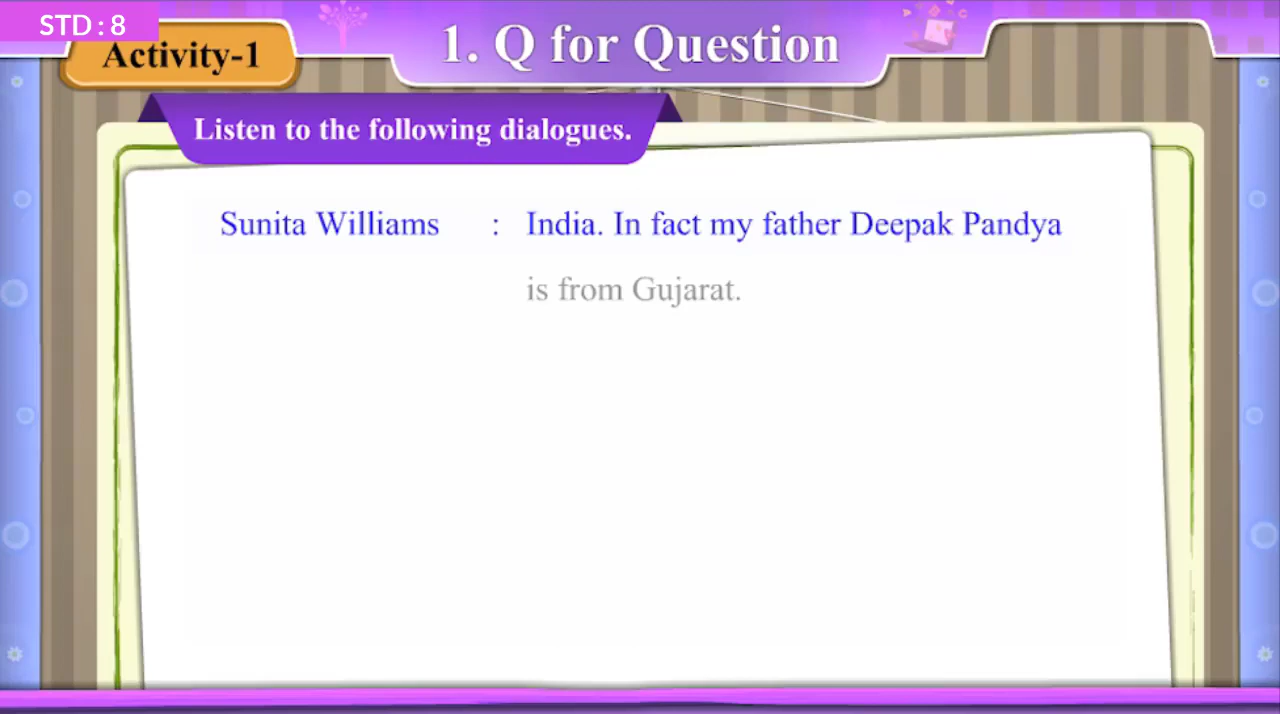 STD : 8
Activity-1
1. Q for Question
Listen to the following dialogues.
Sunita Williams : India. In fact my father Deepak Pandya
is from Gujarat.